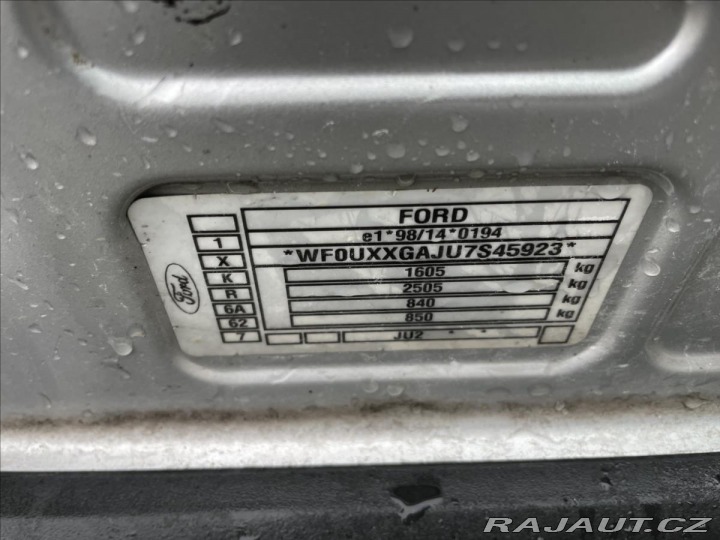 FORD
e1*98/14*0194
*WF0UXXGAJU7S45923*
1605 kg
2505 kg
840 kg
850 kg
JU2 * * *
1
X
K
R
6A
62
7
Ford
RAJAUT.CZ